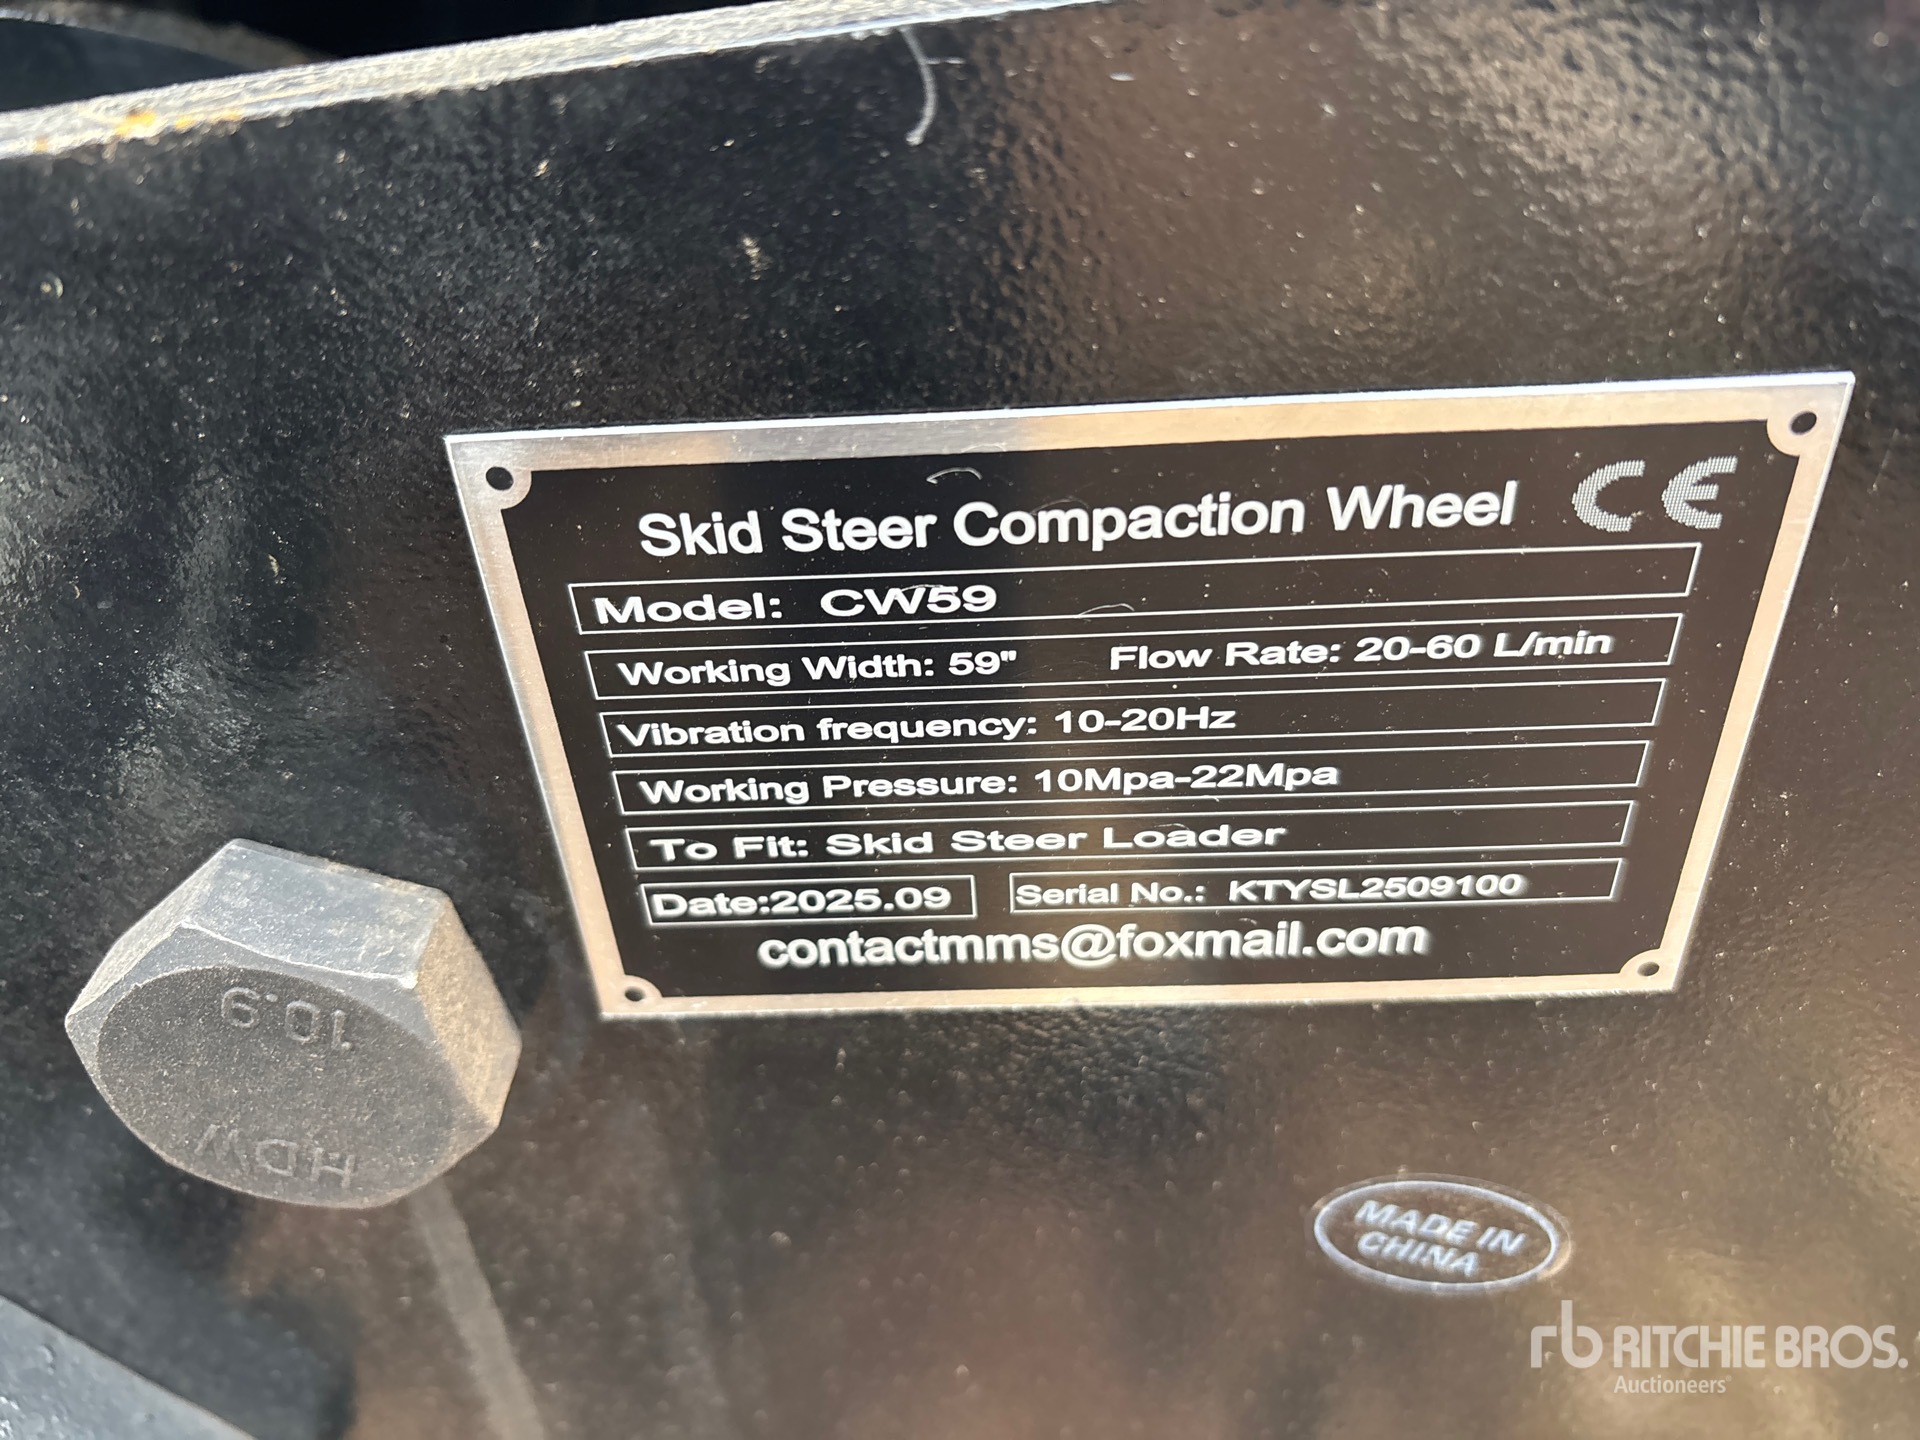 Skid Steer Compaction Wheel CE
Model: CW59
Working Width: 59" Flow Rate: 20-60 L/min
Vibration frequency: 10-20Hz
Working Pressure: 10Mpa-22Mpa
To Fit: Skid Steer Loader
Date:2025.09 Serial No.: KTYSL2509100
contactmms@foxmail.com
10.9
HDW
MADE IN
CHINA
rb RITCHIE BROS.
Auctioneers